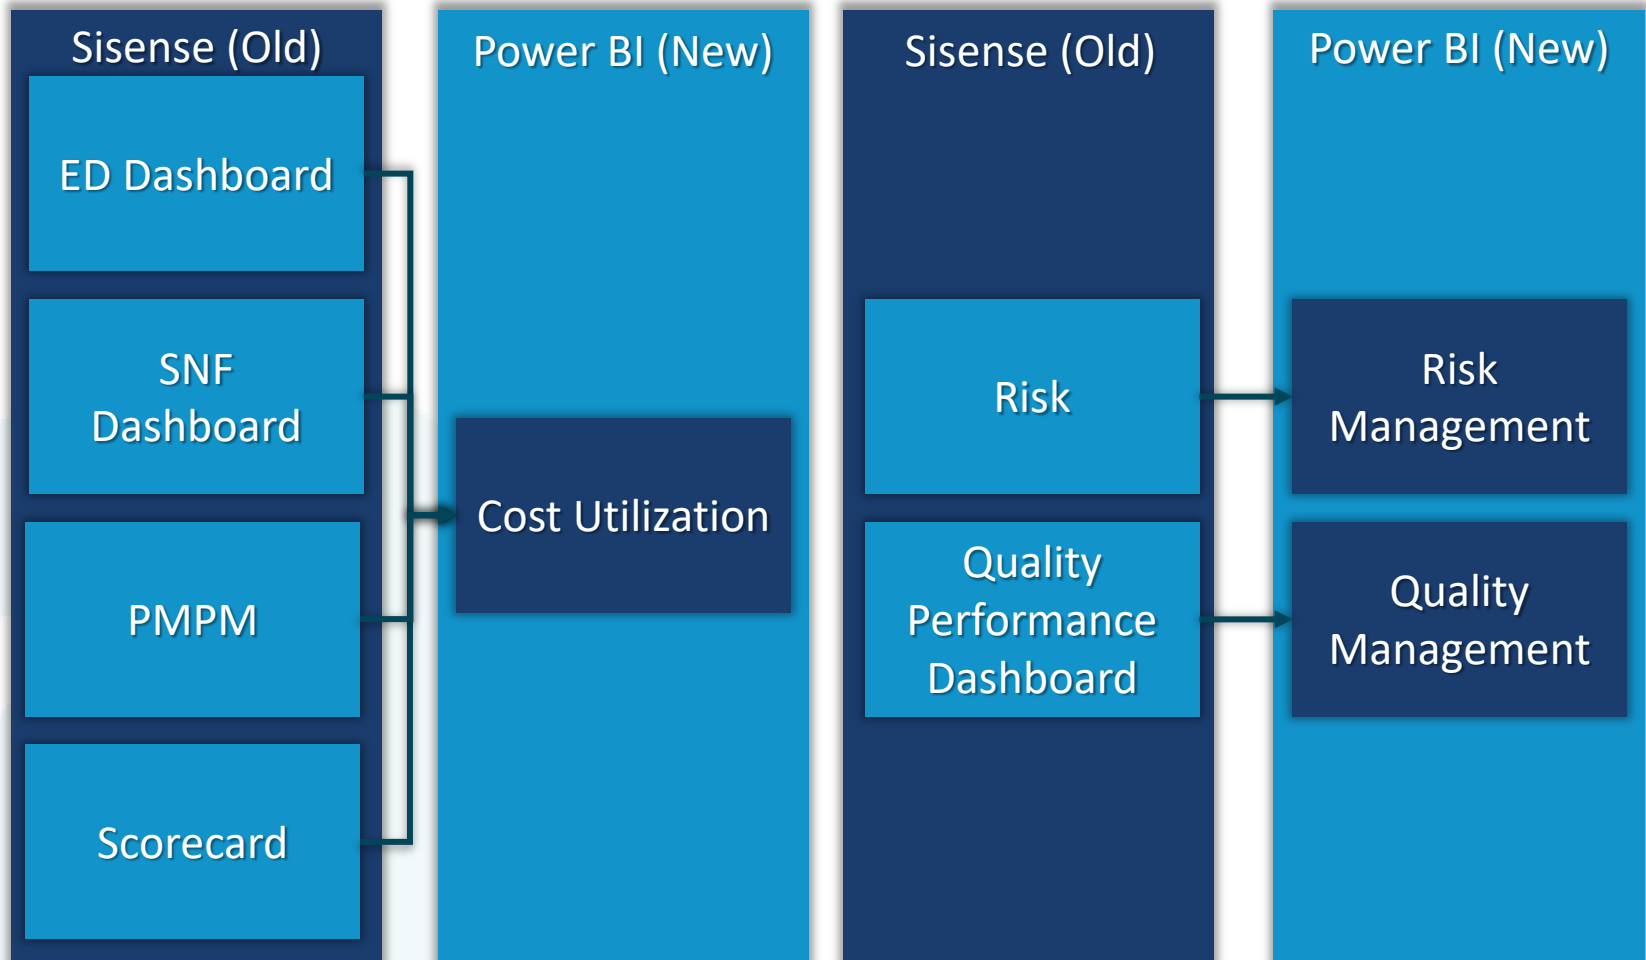 Sisense (Old)
ED Dashboard
SNF
Dashboard
PMPM
Scorecard
Power BI (New)
Cost Utilization
Sisense (Old)
Risk
Quality
Performance
Dashboard
Power BI (New)
Risk
Management
Quality
Management